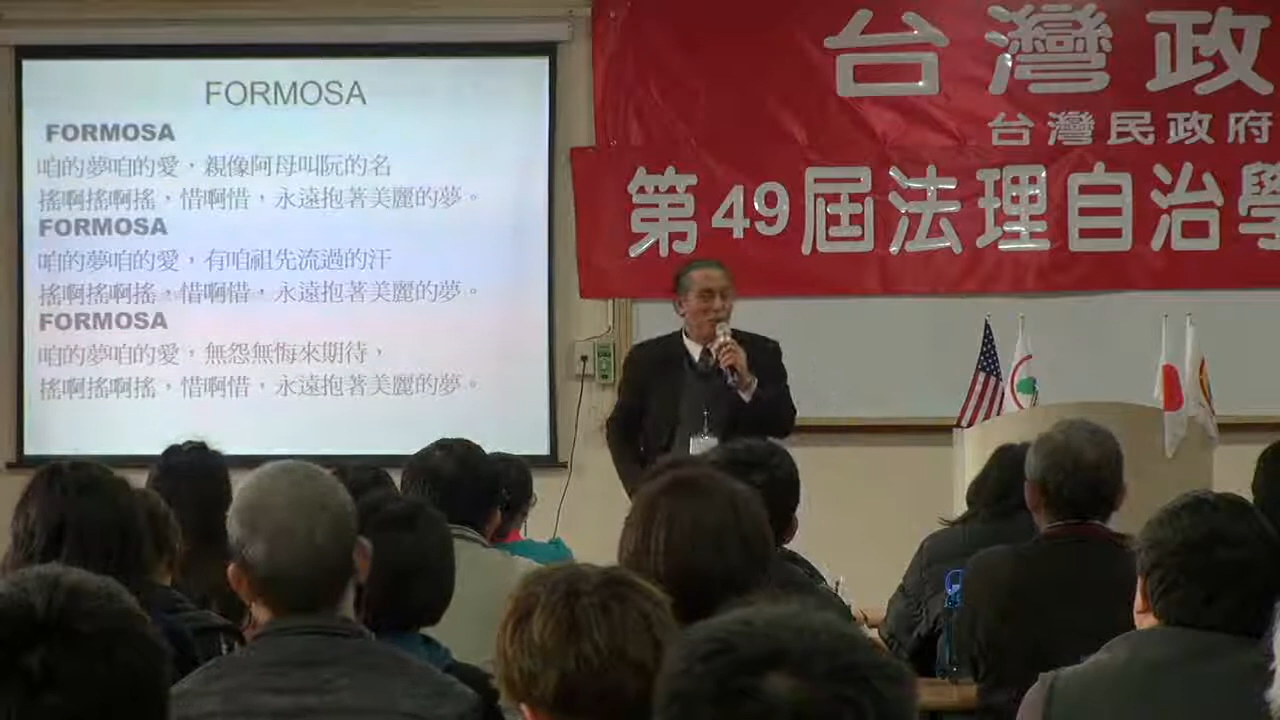 FORMOSA
FORMOSA
咱的夢咱的愛，親像阿母叫阮的名
搖啊搖啊搖，惜啊惜，永遠抱著美麗的夢。
FORMOSA
咱的夢咱的愛，有咱祖先流過的汗
搖啊搖啊搖，惜啊惜，永遠抱著美麗的夢。
FORMOSA
咱的夢咱的愛，無怨無悔來期待，
搖啊搖啊搖，惜啊惜，永遠抱著美麗的夢。
台灣政
台灣民政府
第49屆法理自治學